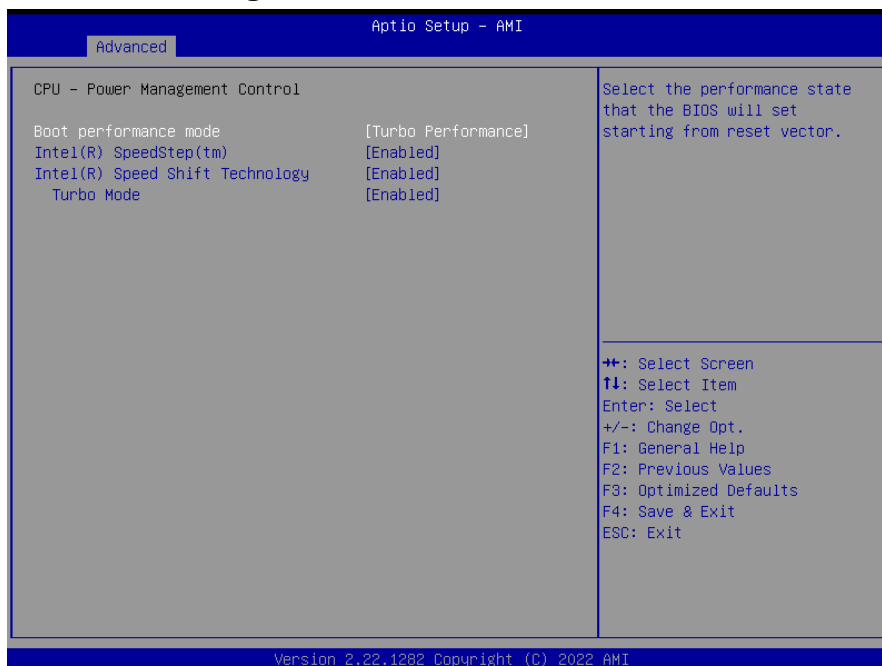 Aptio Setup – AMI
Advanced
CPU – Power Management Control
Boot performance mode [Turbo Performance]
Intel(R) SpeedStep(tm) [Enabled]
Intel(R) Speed Shift Technology [Enabled]
Turbo Mode [Enabled]
Select the performance state
that the BIOS will set
starting from reset vector.
→←: Select Screen
↑↓: Select Item
Enter: Select
+/-: Change Opt.
F1: General Help
F2: Previous Values
F3: Optimized Defaults
F4: Save & Exit
ESC: Exit
Version 2.22.1282 Copyright (C) 2022 AMI